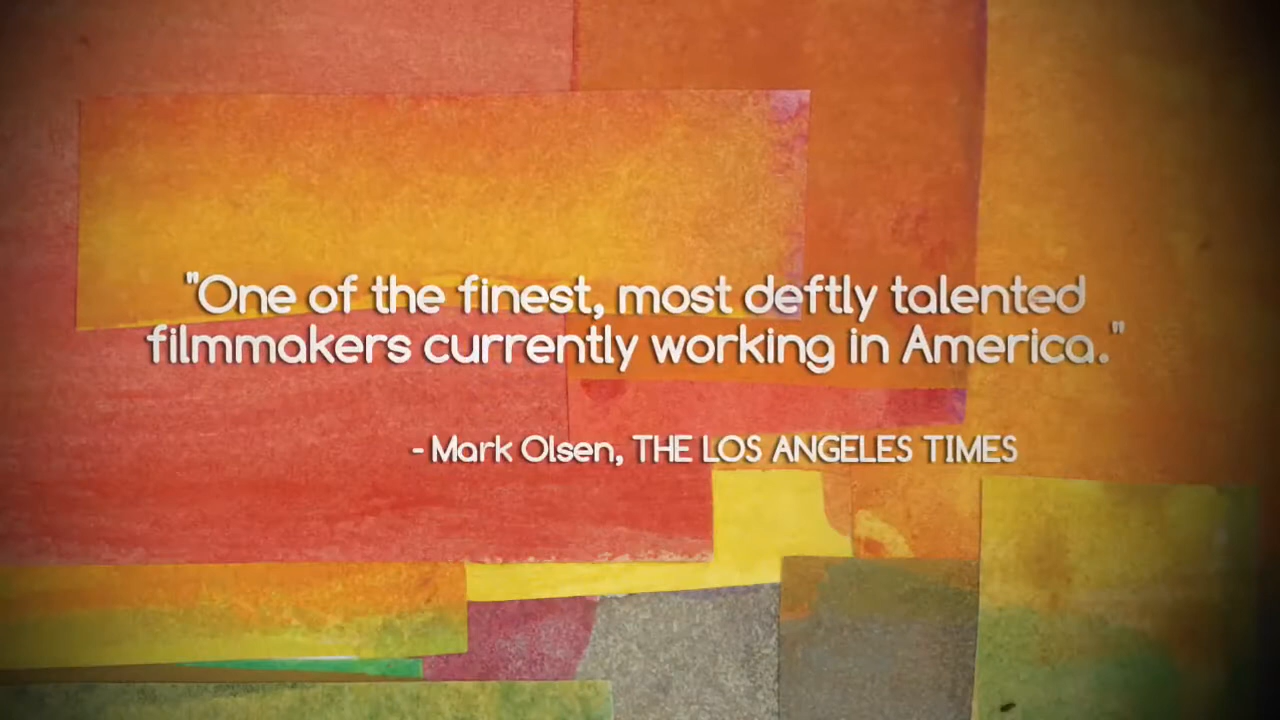 "One of the finest, most deftly talented
filmmakers currently working in America."
- Mark Olsen, THE LOS ANGELES TIMES